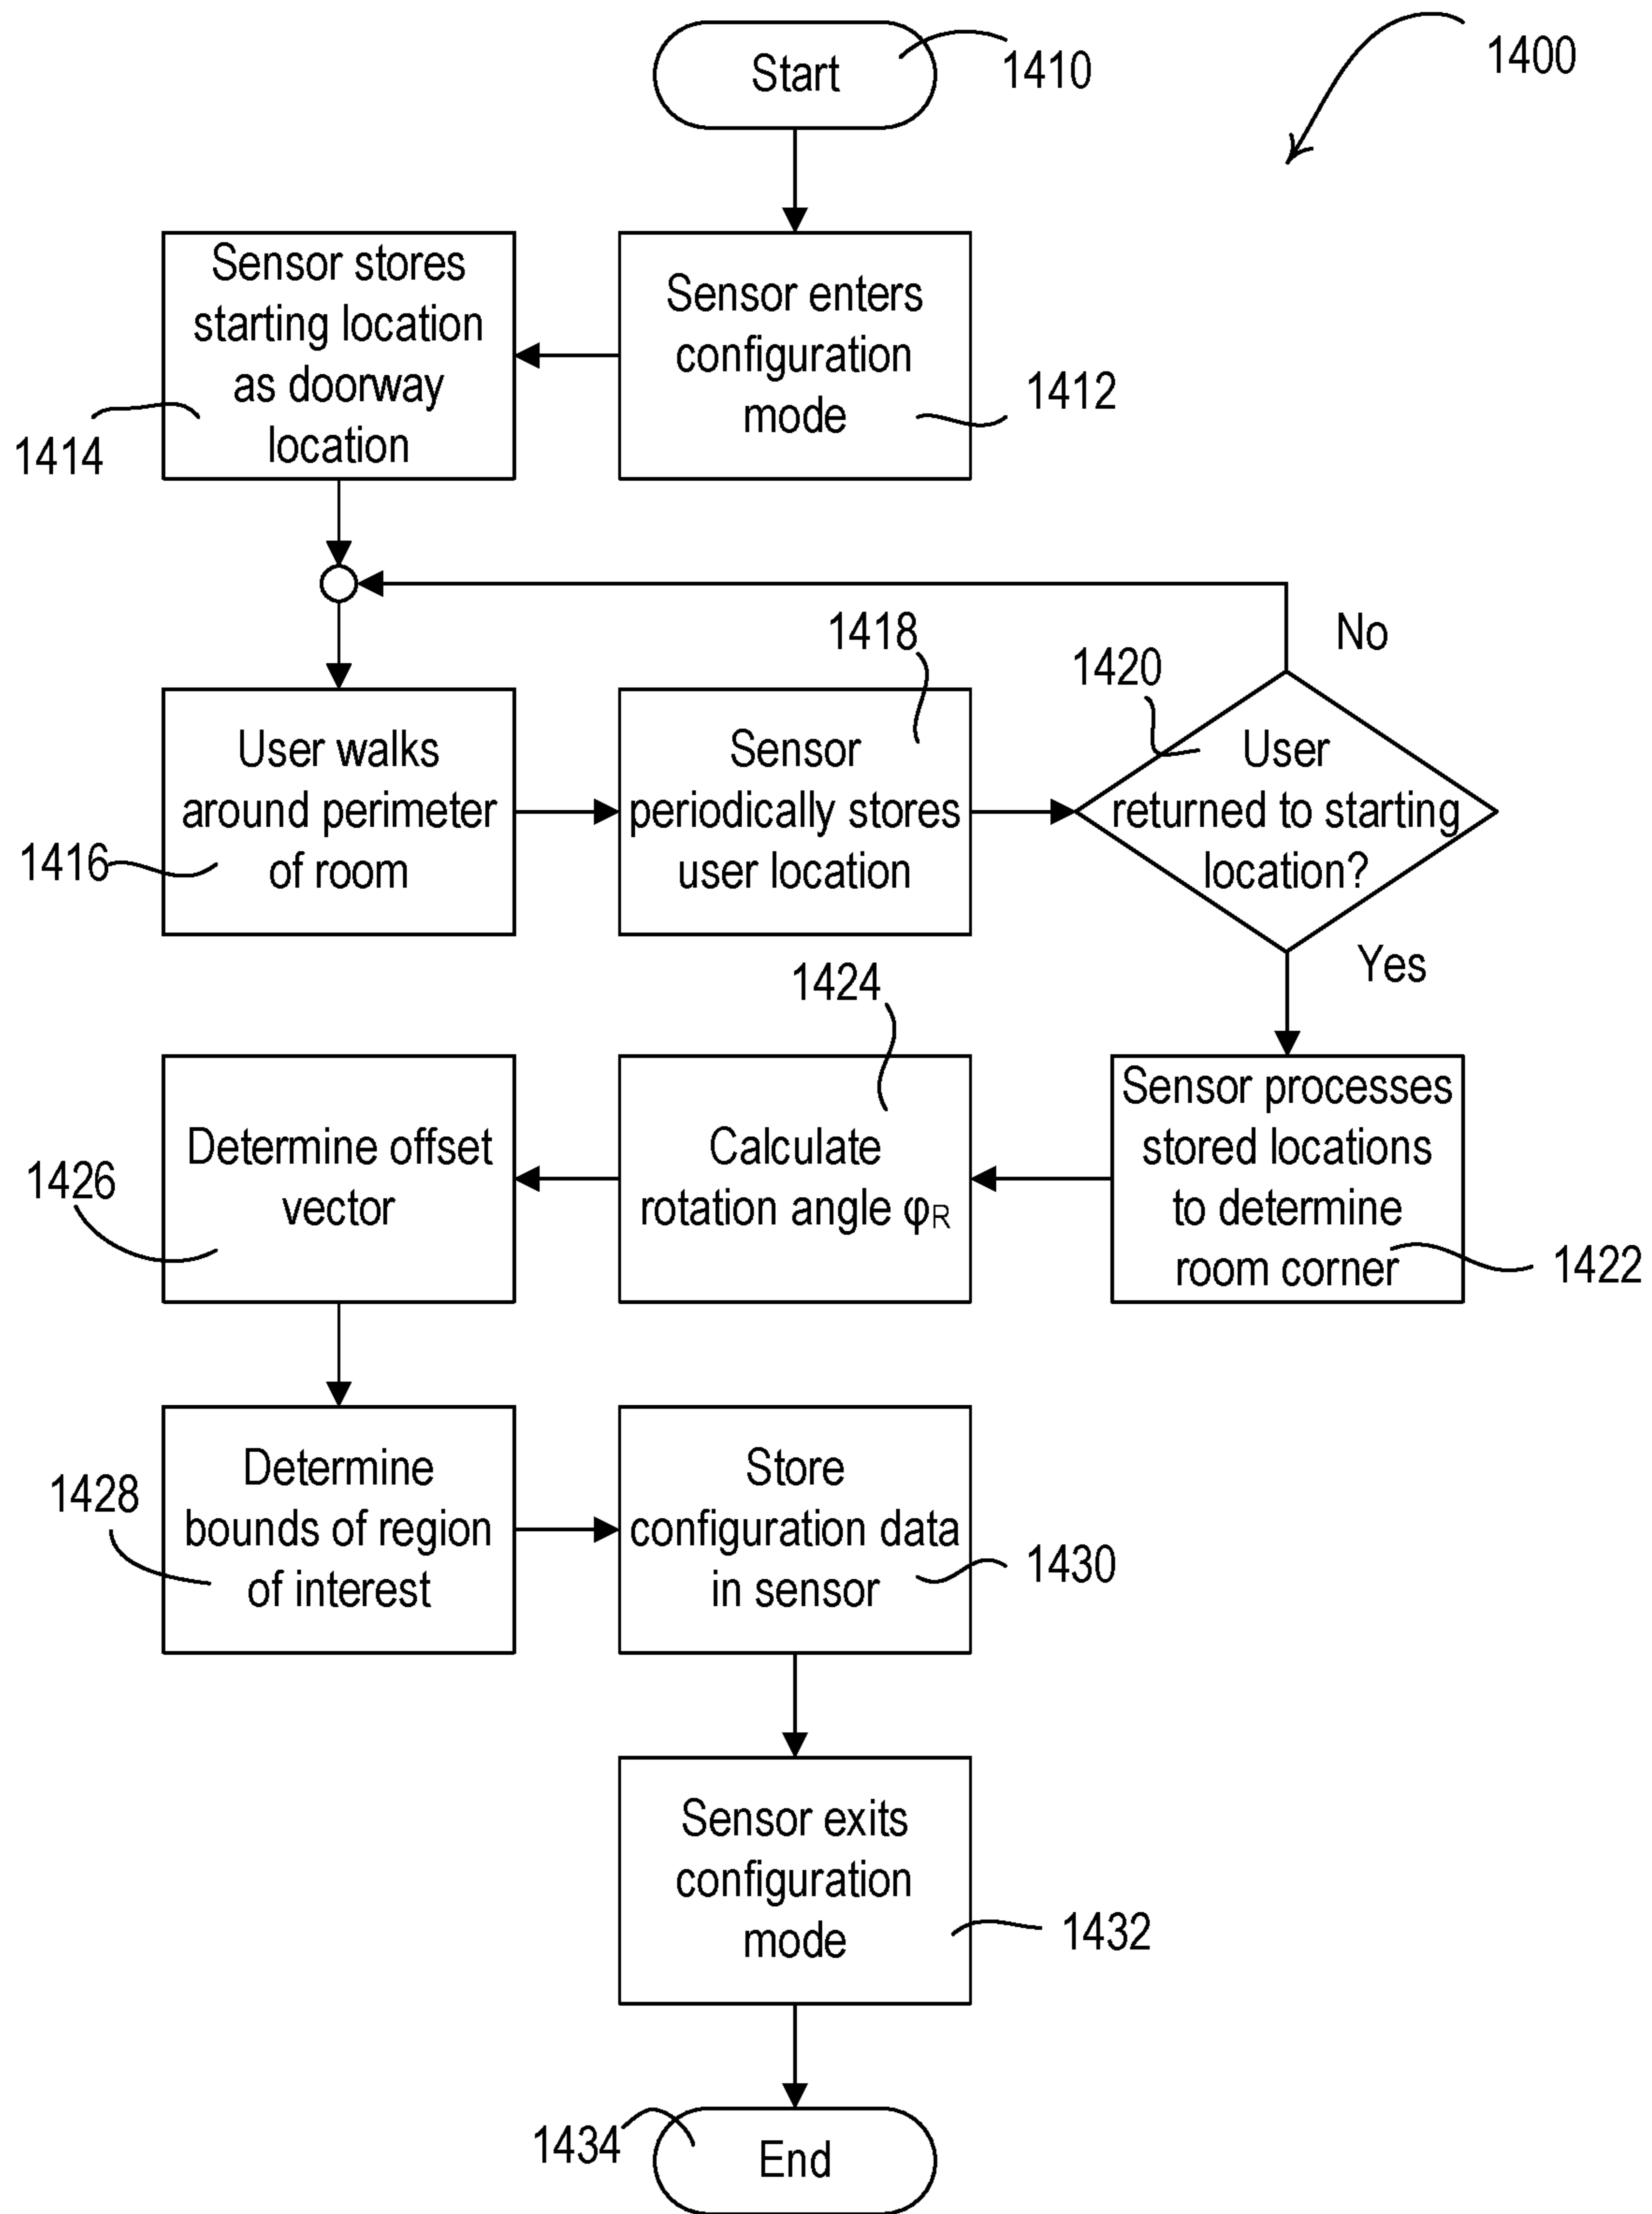 1400
Start
1410
Sensor enters
configuration
mode
1412
Sensor stores
starting location
as doorway
location
1414
User walks
around perimeter
of room
1416
Sensor
periodically stores
user location
1418
User
returned to starting
location?
1420
No
Yes
Sensor processes
stored locations
to determine
room corner
1422
Calculate
rotation angle φR
1424
Determine offset
vector
1426
Determine
bounds of region
of interest
1428
Store
configuration data
in sensor
1430
Sensor exits
configuration
mode
1432
End
1434